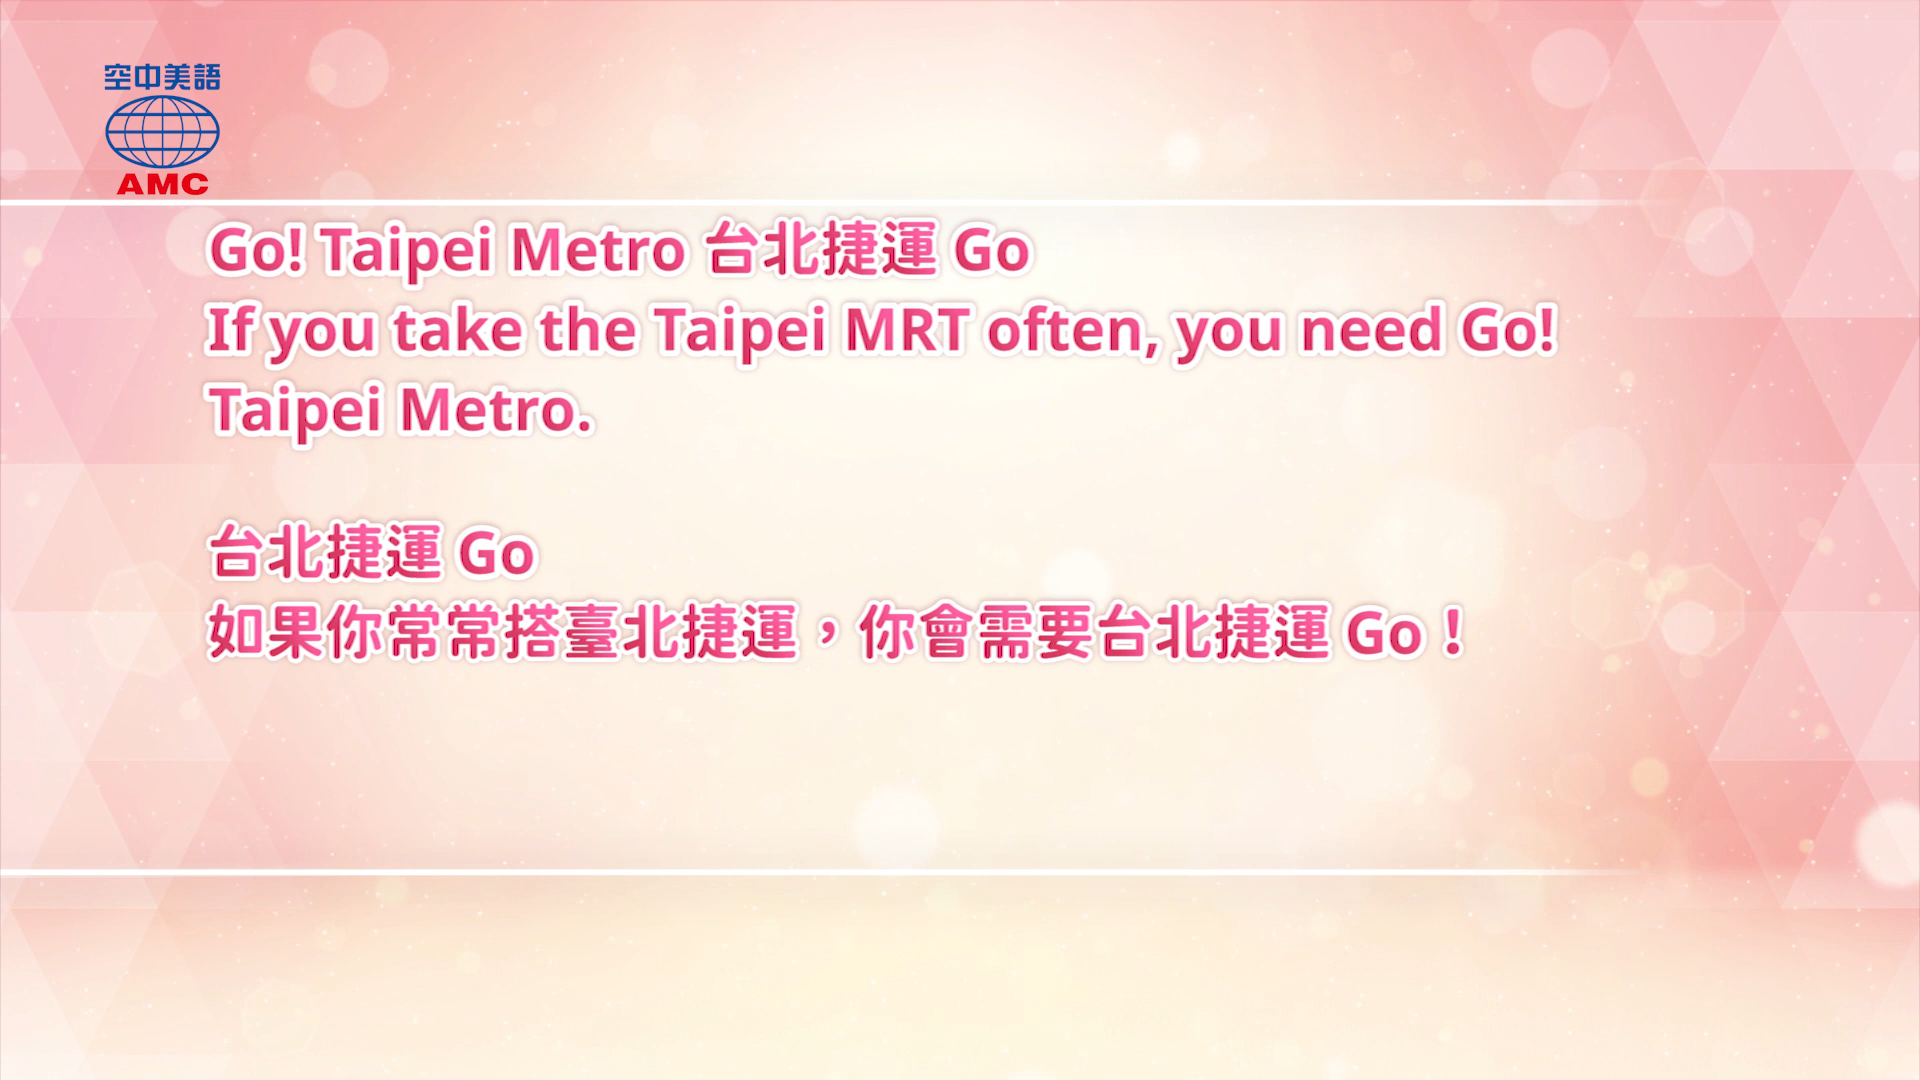 空中美語
AMC
Go! Taipei Metro 台北捷運 Go
If you take the Taipei MRT often, you need Go!
Taipei Metro.
台北捷運 Go
如果你常常搭臺北捷運，你會需要台北捷運 Go！